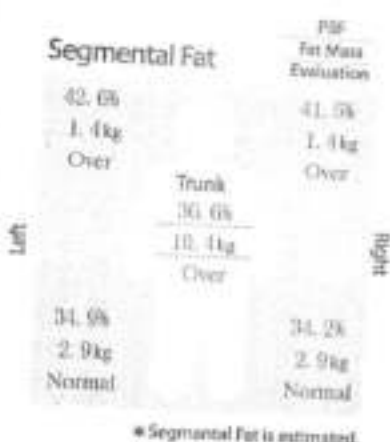 Segmental Fat
PBF
Fat Mass
Evaluation
42. 6%
1. 4kg
Over
41. 5%
1. 4kg
Over
Trunk
36. 6%
10. 4kg
Over
Left
Right
34. 9%
2. 9kg
Normal
34. 2%
2. 9kg
Normal
* Segmental Fat is estimated.